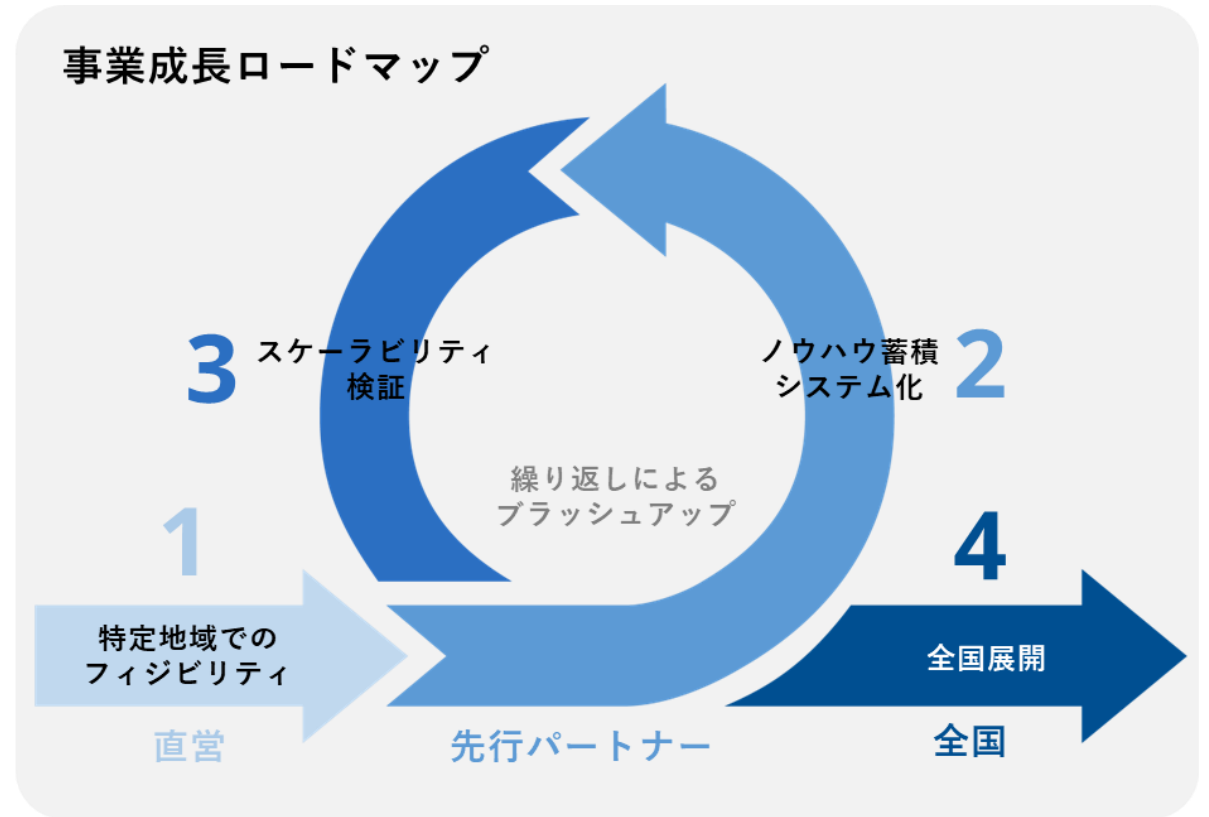 事業成長ロードマップ
3
スケーラビリティ
検証
ノウハウ蓄積
システム化
2
繰り返しによる
ブラッシュアップ
1
4
特定地域での
フィジビリティ
全国展開
直営
先行パートナー
全国